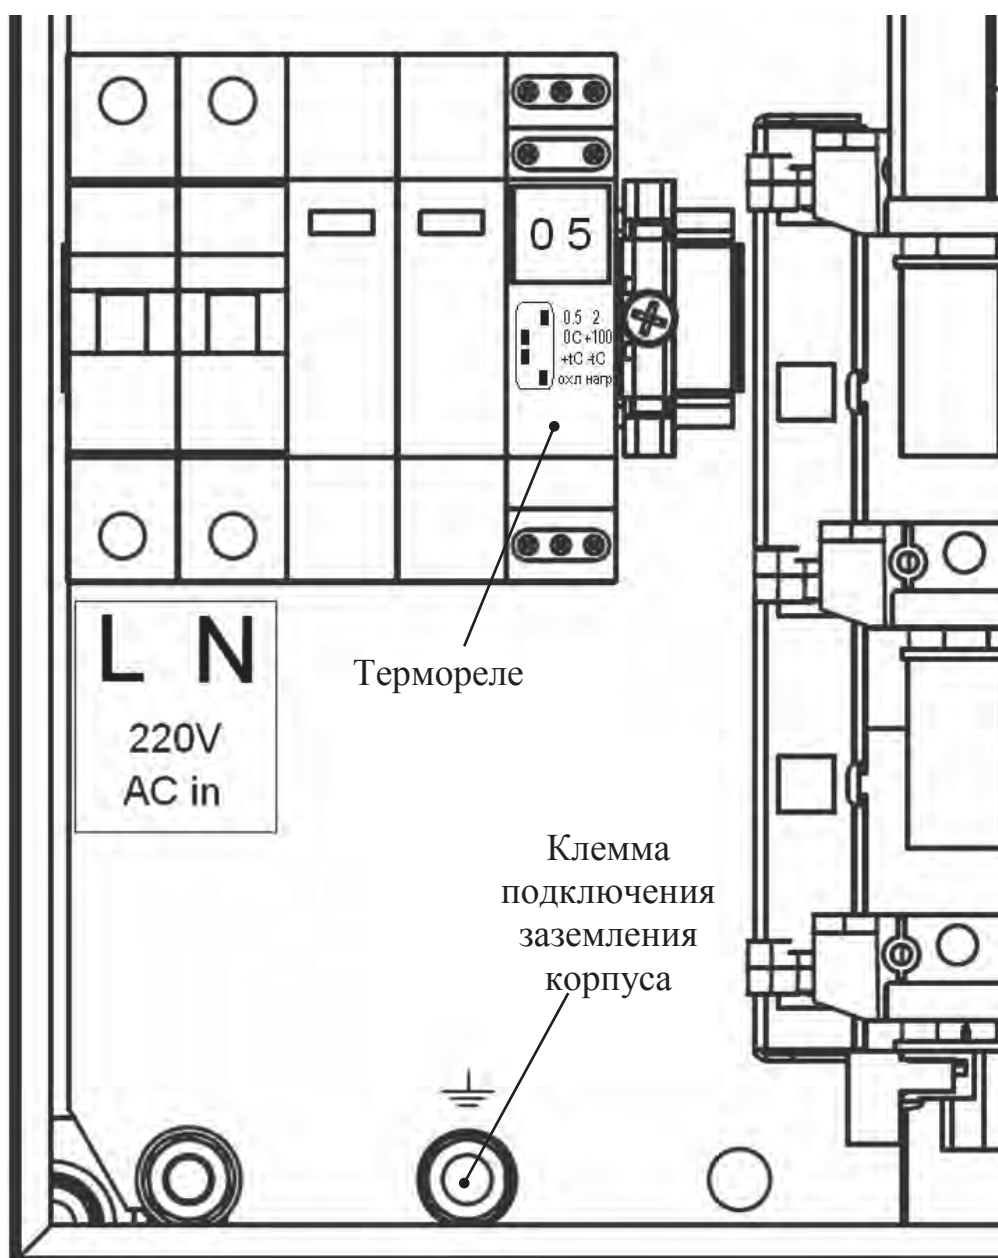 0 5
0.5 2
0C +100
+tC -tC
охл нагр
Термореле
L N
220V
AC in
Клемма
подключения
заземления
корпуса